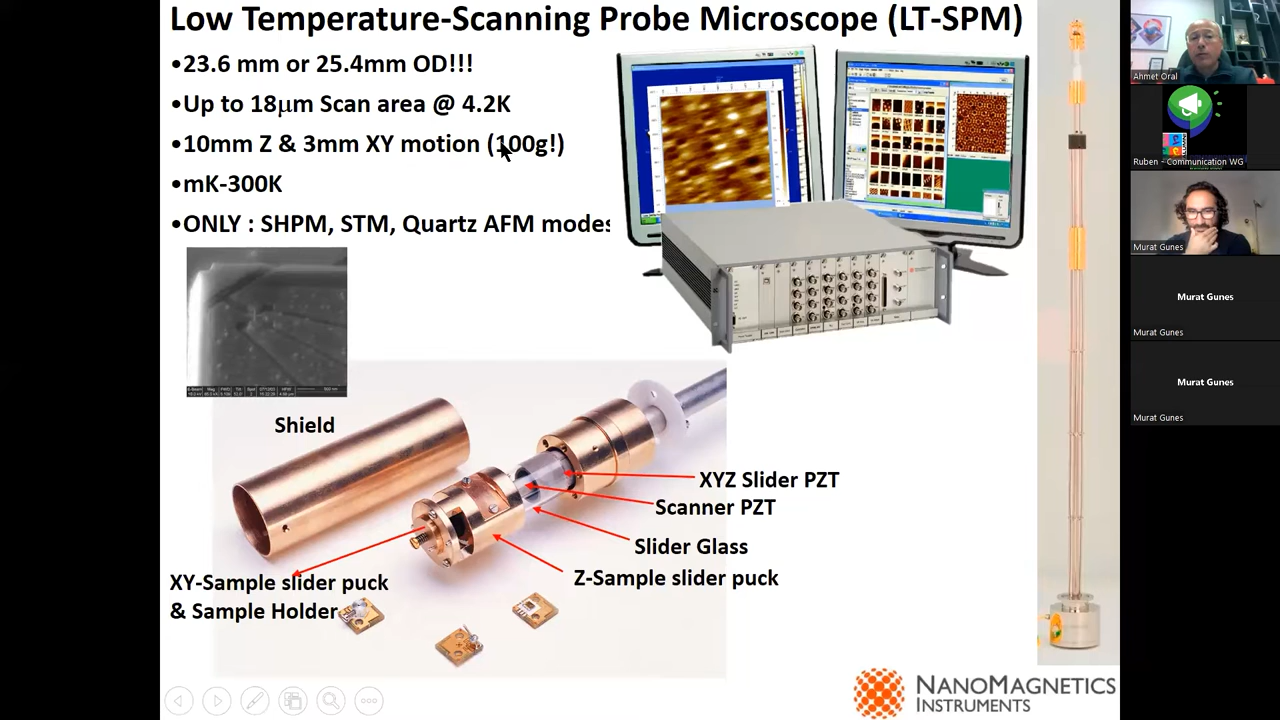 Low Temperature-Scanning Probe Microscope (LT-SPM)
•23.6 mm or 25.4mm OD!!!
•Up to 18μm Scan area @ 4.2K
•10mm Z & 3mm XY motion (100g!)
•mK-300K
•ONLY : SHPM, STM, Quartz AFM modes
Shield
XYZ Slider PZT
Scanner PZT
Slider Glass
Z-Sample slider puck
XY-Sample slider puck
& Sample Holder
NANOMAGNETICS
INSTRUMENTS
Ahmet Oral
Ruben - Communication WG
Murat Gunes
Murat Gunes
Murat Gunes
Murat Gunes
Murat Gunes